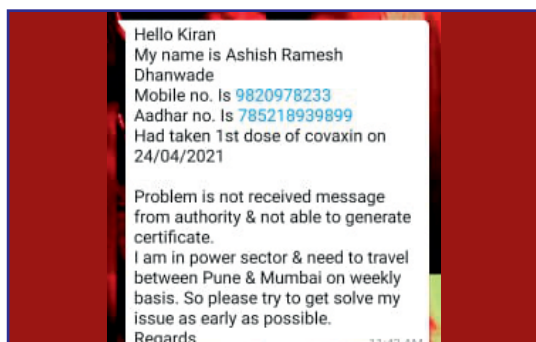 Hello Kiran
My name is Ashish Ramesh
Dhanwade
Mobile no. Is 9820978233
Aadhar no. Is 785218939899
Had taken 1st dose of covaxin on
24/04/2021
Problem is not received message
from authority & not able to generate
certificate.
I am in power sector & need to travel
between Pune & Mumbai on weekly
basis. So please try to get solve my
issue as early as possible.
Regards
11:42 AM